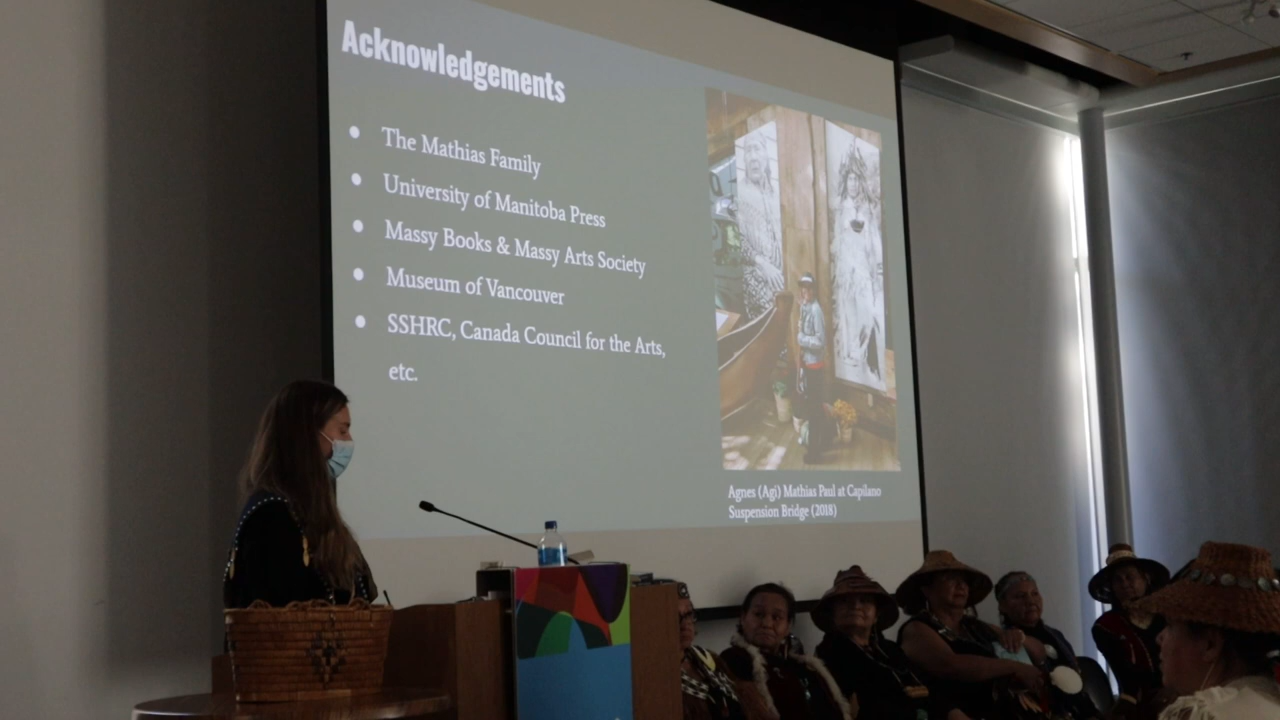 Acknowledgements
The Mathias Family
University of Manitoba Press
Massy Books & Massy Arts Society
Museum of Vancouver
SSHRC, Canada Council for the Arts,
etc.
Agnes (Agi) Mathias Paul at Capilano
Suspension Bridge (2018)